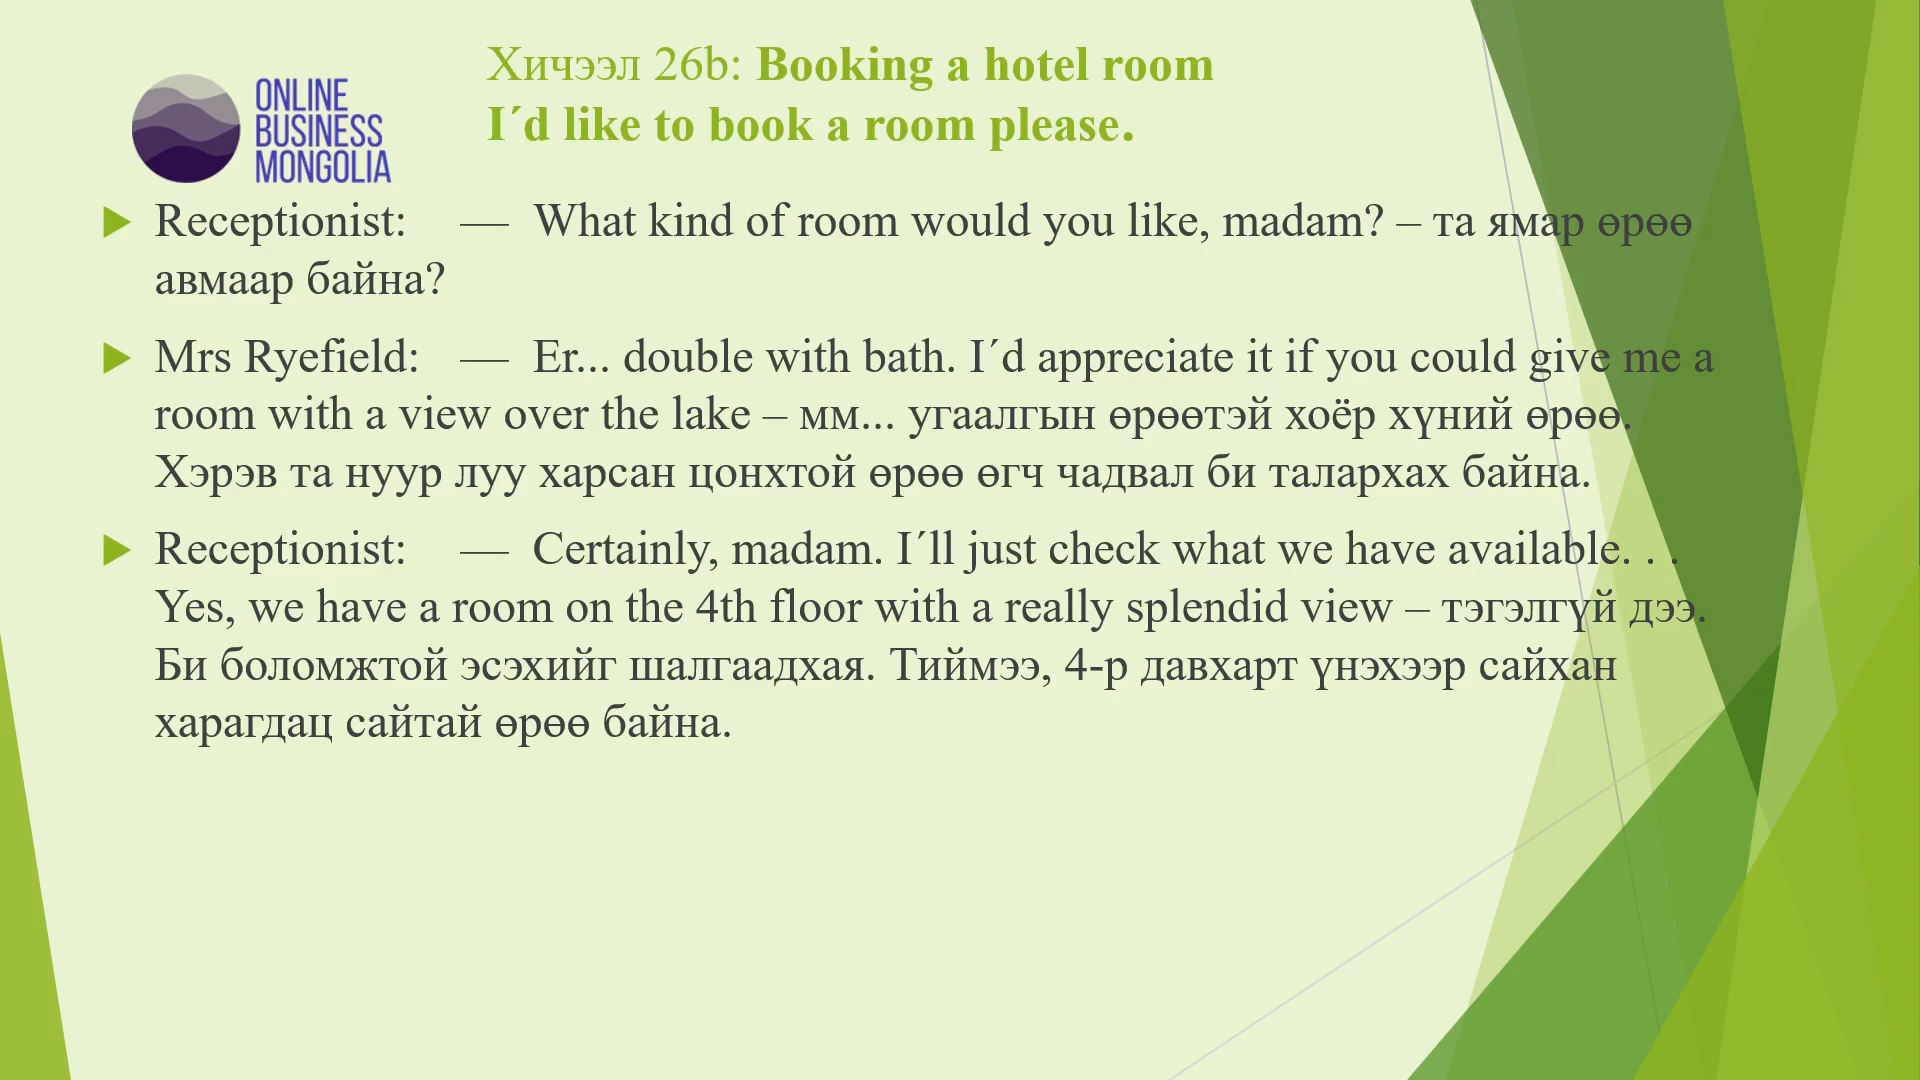 ONLINE
BUSINESS
MONGOLIA
Хичээл 26b: Booking a hotel room
I´d like to book a room please.
Receptionist: — What kind of room would you like, madam? – та ямар өрөө
авмаар байна?
Mrs Ryefield: — Er... double with bath. I´d appreciate it if you could give me a
room with a view over the lake – мм... угаалгын өрөөтэй хоёр хүний өрөө.
Хэрэв та нуур луу харсан цонхтой өрөө өгч чадвал би талархах байна.
Receptionist: — Certainly, madam. I´ll just check what we have available. . .
Yes, we have a room on the 4th floor with a really splendid view – тэгэлгүй дээ.
Би боломжтой эсэхийг шалгаадхая. Тиймээ, 4-р давхарт үнэхээр сайхан
харагдац сайтай өрөө байна.